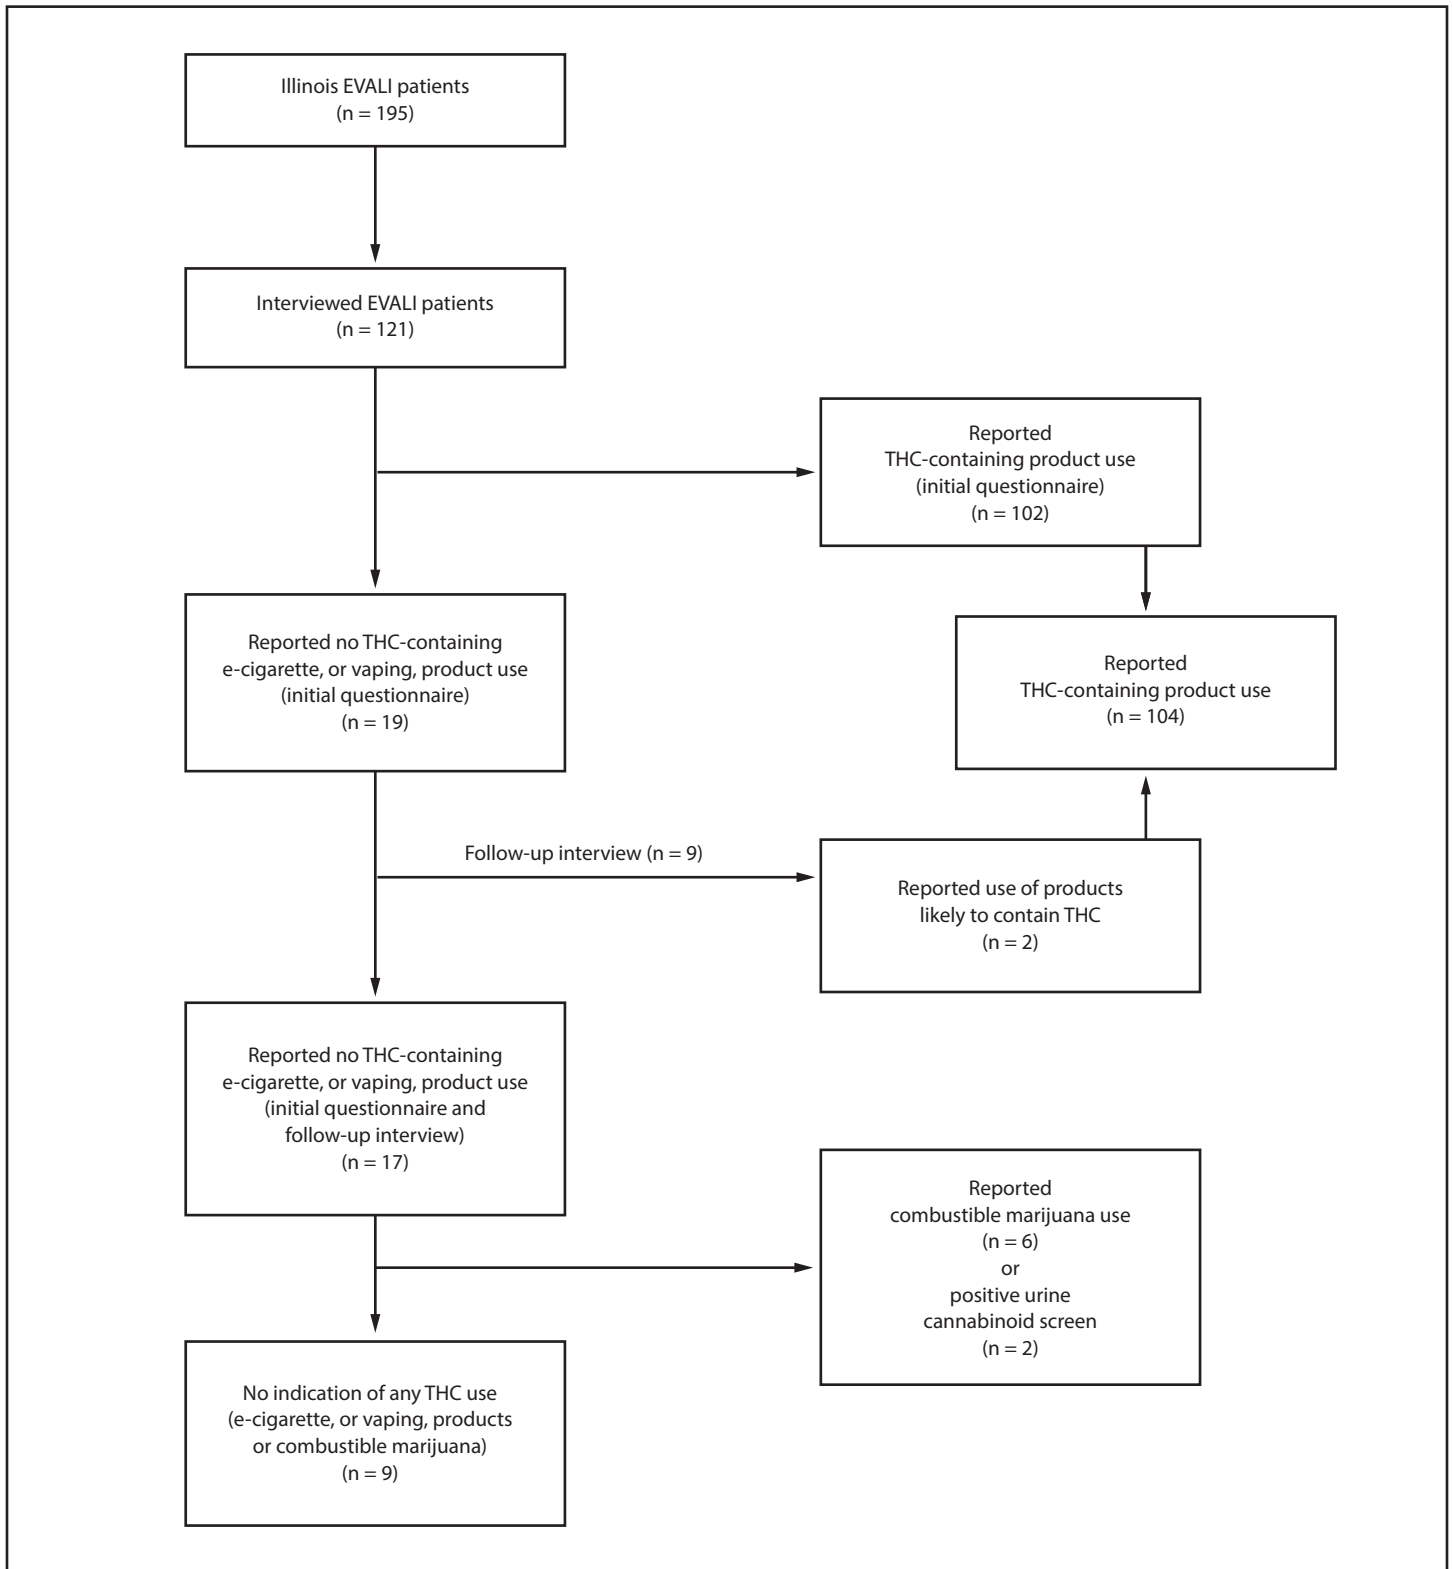 Illinois EVALI patients
(n = 195)
Interviewed EVALI patients
(n = 121)
Reported
THC-containing product use
(initial questionnaire)
(n = 102)
Reported no THC-containing
e-cigarette, or vaping, product use
(initial questionnaire)
(n = 19)
Reported
THC-containing product use
(n = 104)
Follow-up interview (n = 9)
Reported use of products
likely to contain THC
(n = 2)
Reported no THC-containing
e-cigarette, or vaping, product use
(initial questionnaire and
follow-up interview)
(n = 17)
Reported
combustible marijuana use
(n = 6)
or
positive urine
cannabinoid screen
(n = 2)
No indication of any THC use
(e-cigarette, or vaping, products
or combustible marijuana)
(n = 9)